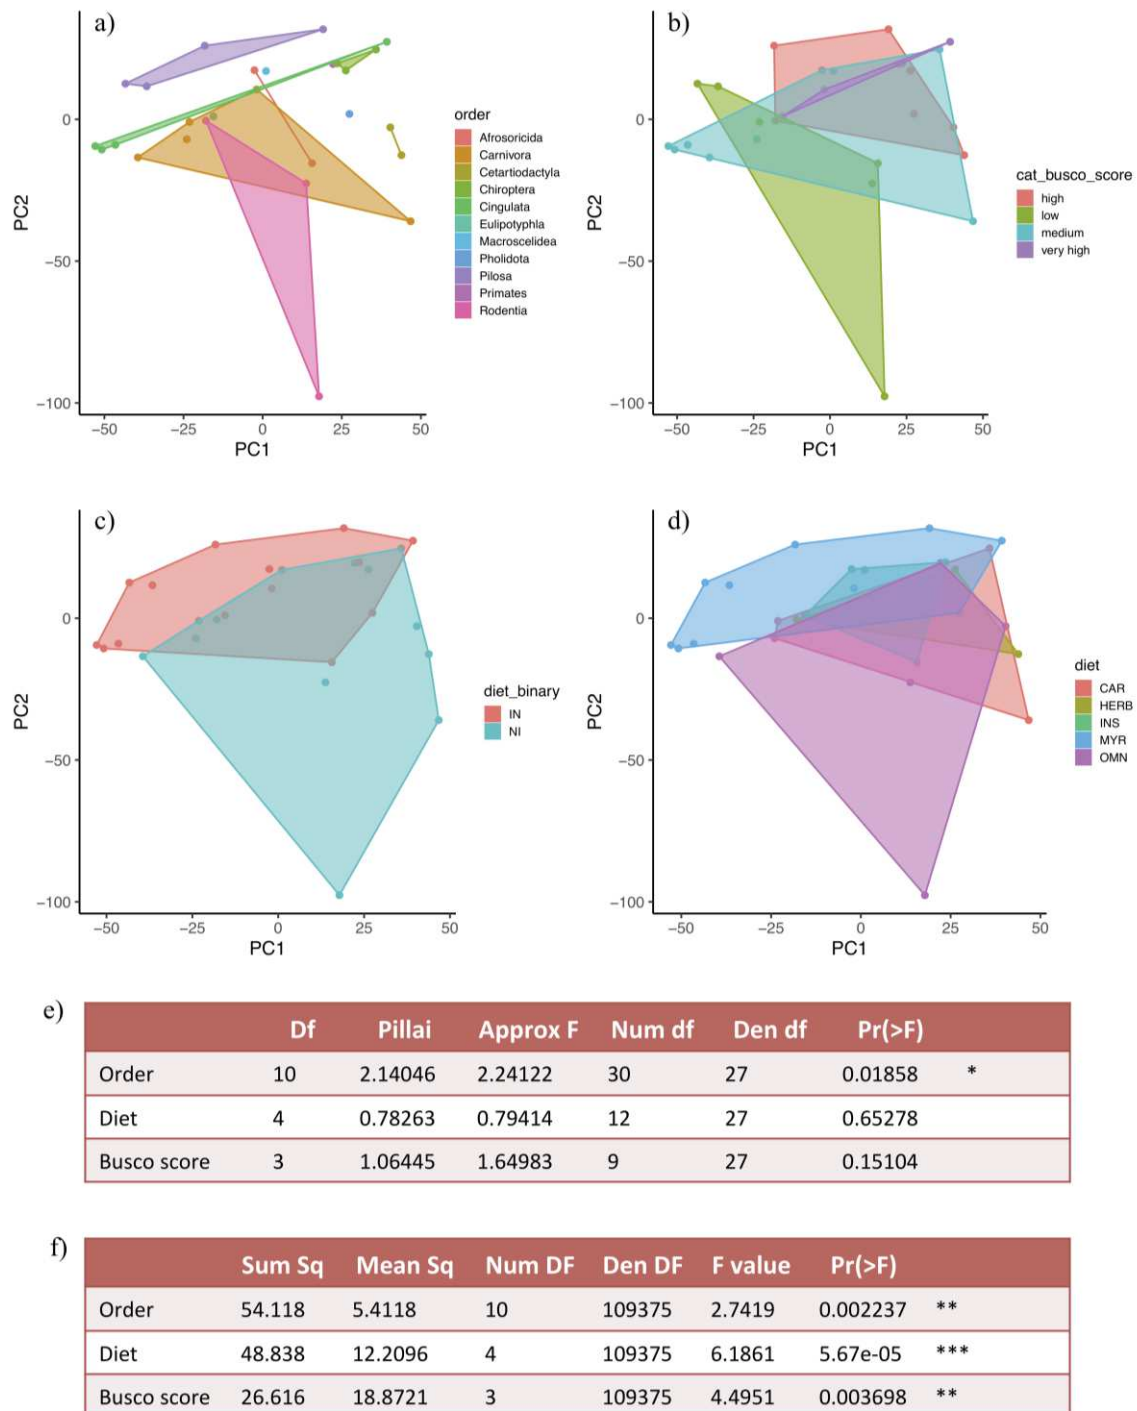 a)
0
−50
−100
PC2
−50 −25 0 25 50
PC1
order
Afrosoricida
Carnivora
Cetartiodactyla
Chiroptera
Cingulata
Eulipotyphla
Macroscelidea
Pholidota
Pilosa
Primates
Rodentia
b)
0
−50
−100
PC2
−50 −25 0 25 50
PC1
cat_busco_score
high
low
medium
very high
c)
0
−50
−100
PC2
−50 −25 0 25 50
PC1
diet_binary
IN
NI
d)
0
−50
−100
PC2
−50 −25 0 25 50
PC1
diet
CAR
HERB
INS
MYR
OMN
e)
Df Pillai Approx F Num df Den df Pr(>F)
Order 10 2.14046 2.24122 30 27 0.01858 *
Diet 4 0.78263 0.79414 12 27 0.65278
Busco score 3 1.06445 1.64983 9 27 0.15104
f)
Sum Sq Mean Sq Num DF Den DF F value Pr(>F)
Order 54.118 5.4118 10 109375 2.7419 0.002237 **
Diet 48.838 12.2096 4 109375 6.1861 5.67e-05 ***
Busco score 26.616 18.8721 3 109375 4.4951 0.003698 **